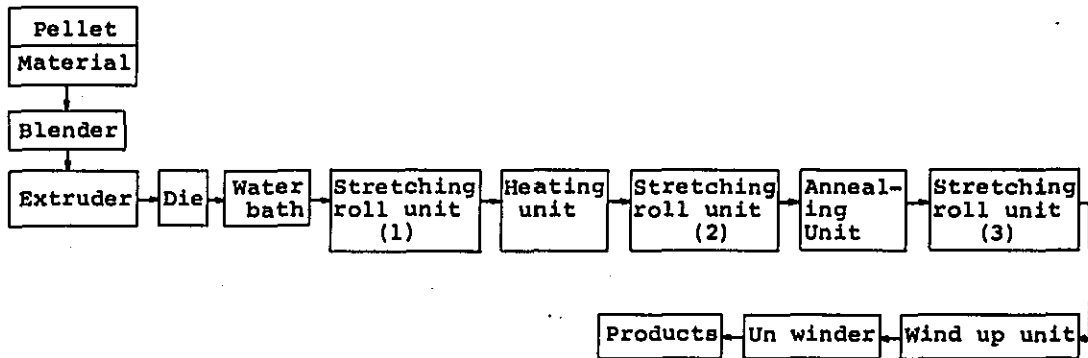 Pellet
Material
Blender
Extruder
Die
Water
bath
Stretching
roll unit
(1)
Heating
unit
Stretching
roll unit
(2)
Anneal-
ing
Unit
Stretching
roll unit
(3)
Products
Un winder
Wind up unit